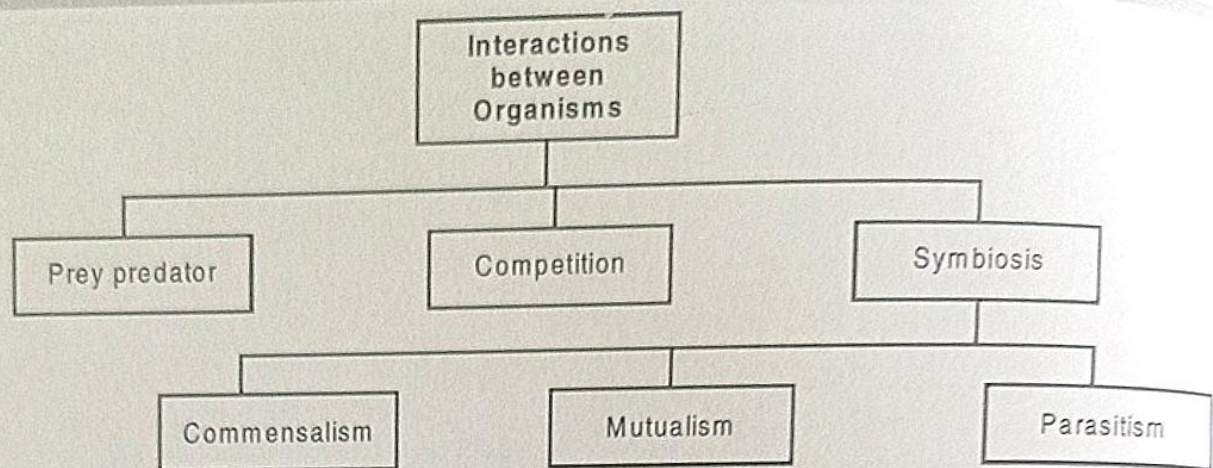 Interactions
between
Organisms
Prey predator
Competition
Symbiosis
Commensalism
Mutualism
Parasitism